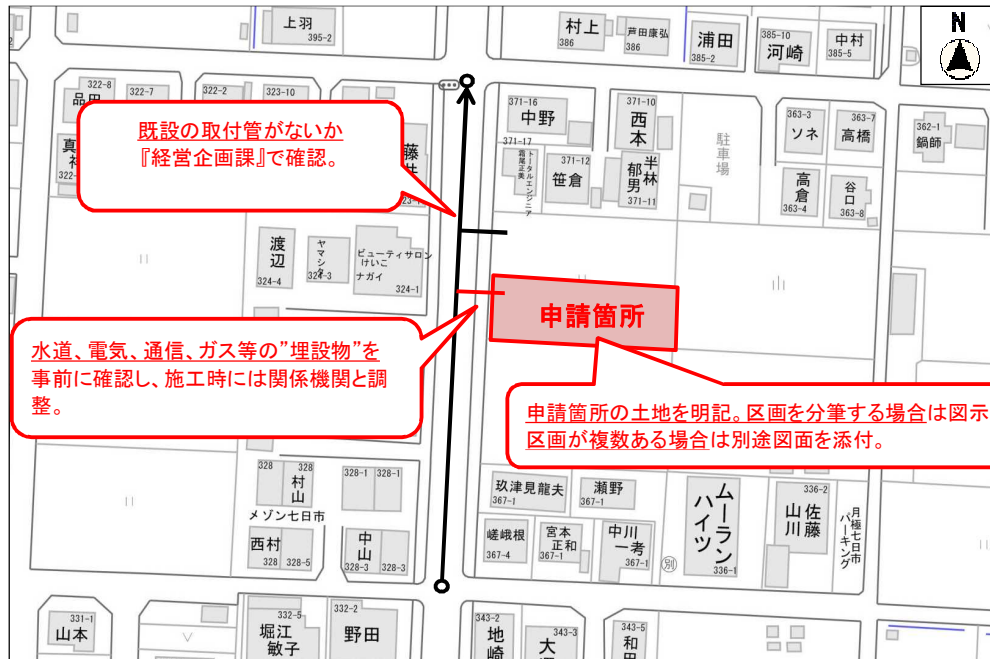 上羽
395-2
村上
386
芦田康弘
386
浦田
385-2
385-10
河崎
中村
385-5
N
322-8
品田
322-7
322-2
323-10
既設の取付管がないか
『経営企画課』で確認。
371-16
中野
371-17
トータルエンジニア
371-12
笹倉
371-10
西本
半林
郁男
371-11
駐車場
363-3
ソネ
363-7
高橋
高倉
363-4
谷口
363-8
362-1
鍋師
渡辺
324-4
ヤマシタ
324-3
ビューティサロン
けいこ
ナガイ
324-1
申請箇所
水道、電気、通信、ガス等の”埋設物”を
事前に確認し、施工時には関係機関と調
整。
申請箇所の土地を明記。区画を分筆する場合は図示
区画が複数ある場合は別途図面を添付。
328
328
村山
328-1
328-1
メゾン七日市
西村
328
328-5
中山
328-3
328-3
玖津見龍夫
367-1
瀬野
367-1
嵯峨根
367-4
宮本
正和
367-1
中川
一考
367-1
別
ムーラン
ハイツ
336-1
336-2
佐藤
山川
月極七日市
パーキング
331-1
山本
332-5
堀江
敏子
332-2
野田
343-2
地崎
343-3
大
343-5
和田